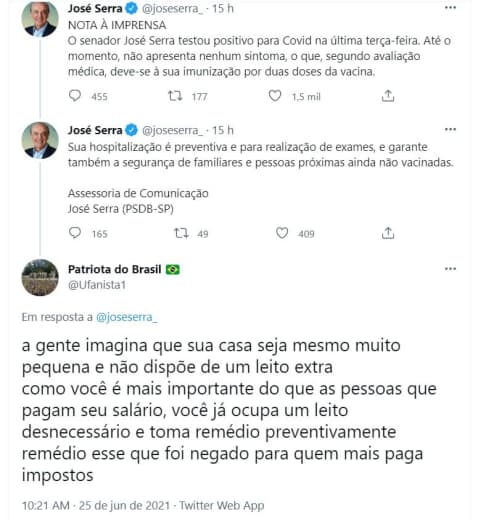 José Serra @joseserra_ · 15 h
NOTA À IMPRENSA
O senador José Serra testou positivo para Covid na última terça-feira. Até o
momento, não apresenta nenhum sintoma, o que, segundo avaliação
médica, deve-se à sua imunização por duas doses da vacina.
455 177 1,5 mil
José Serra @joseserra_ · 15 h
Sua hospitalização é preventiva e para realização de exames, e garante
também a segurança de familiares e pessoas próximas ainda não vacinadas.
Assessoria de Comunicação
José Serra (PSDB-SP)
165 49 409
Patriota do Brasil 🇧🇷
@Ufanista1
Em resposta a @joseserra_
a gente imagina que sua casa seja mesmo muito
pequena e não dispõe de um leito extra
como você é mais importante do que as pessoas que
pagam seu salário, você já ocupa um leito
desnecessário e toma remédio preventivamente
remédio esse que foi negado para quem mais paga
impostos
10:21 AM · 25 de jun de 2021 · Twitter Web App